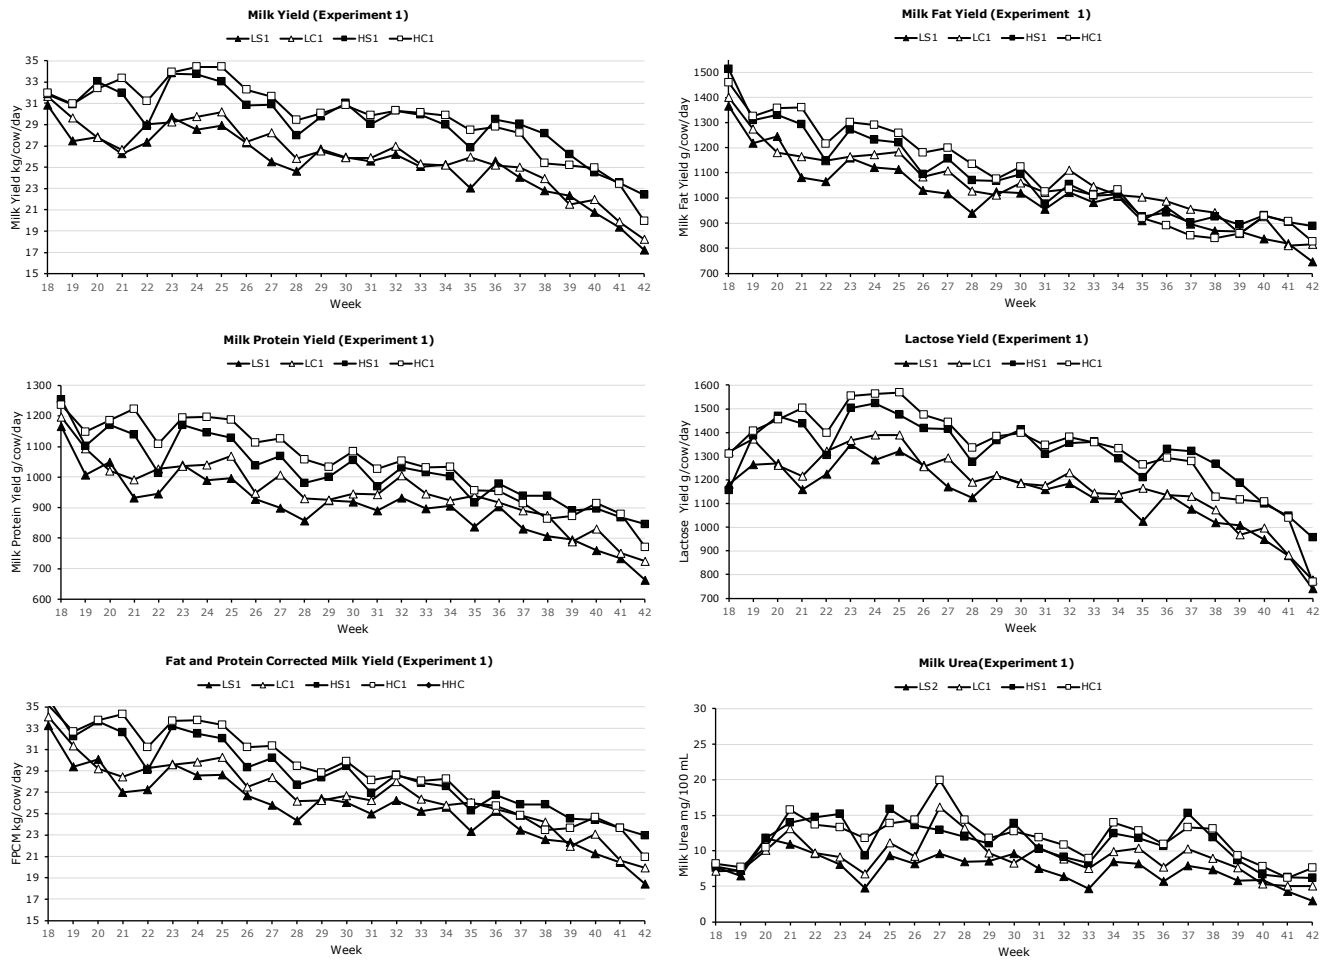 Milk Yield (Experiment 1)
LS1 LC1 HS1 HC1
Milk Yield kg/cow/day
35
33
31
29
27
25
23
21
19
17
15
18 19 20 21 22 23 24 25 26 27 28 29 30 31 32 33 34 35 36 37 38 39 40 41 42
Week
Milk Fat Yield (Experiment 1)
LS1 LC1 HS1 HC1
Milk Fat Yield g/cow/day
1500
1400
1300
1200
1100
1000
900
800
700
18 19 20 21 22 23 24 25 26 27 28 29 30 31 32 33 34 35 36 37 38 39 40 41 42
Week
Milk Protein Yield (Experiment 1)
LS1 LC1 HS1 HC1
Milk Protein Yield g/cow/day
1300
1200
1100
1000
900
800
700
600
18 19 20 21 22 23 24 25 26 27 28 29 30 31 32 33 34 35 36 37 38 39 40 41 42
Week
Lactose Yield (Experiment 1)
LS1 LC1 HS1 HC1
Lactose Yield g/cow/day
1600
1500
1400
1300
1200
1100
1000
900
800
700
18 19 20 21 22 23 24 25 26 27 28 29 30 31 32 33 34 35 36 37 38 39 40 41 42
Week
Fat and Protein Corrected Milk Yield (Experiment 1)
LS1 LC1 HS1 HC1 HHC
FPCM kg/cow/day
35
33
31
29
27
25
23
21
19
17
15
18 19 20 21 22 23 24 25 26 27 28 29 30 31 32 33 34 35 36 37 38 39 40 41 42
Week
Milk Urea(Experiment 1)
LS2 LC1 HS1 HC1
Milk Urea mg/100 mL
30
25
20
15
10
5
0
18 19 20 21 22 23 24 25 26 27 28 29 30 31 32 33 34 35 36 37 38 39 40 41 42
Week